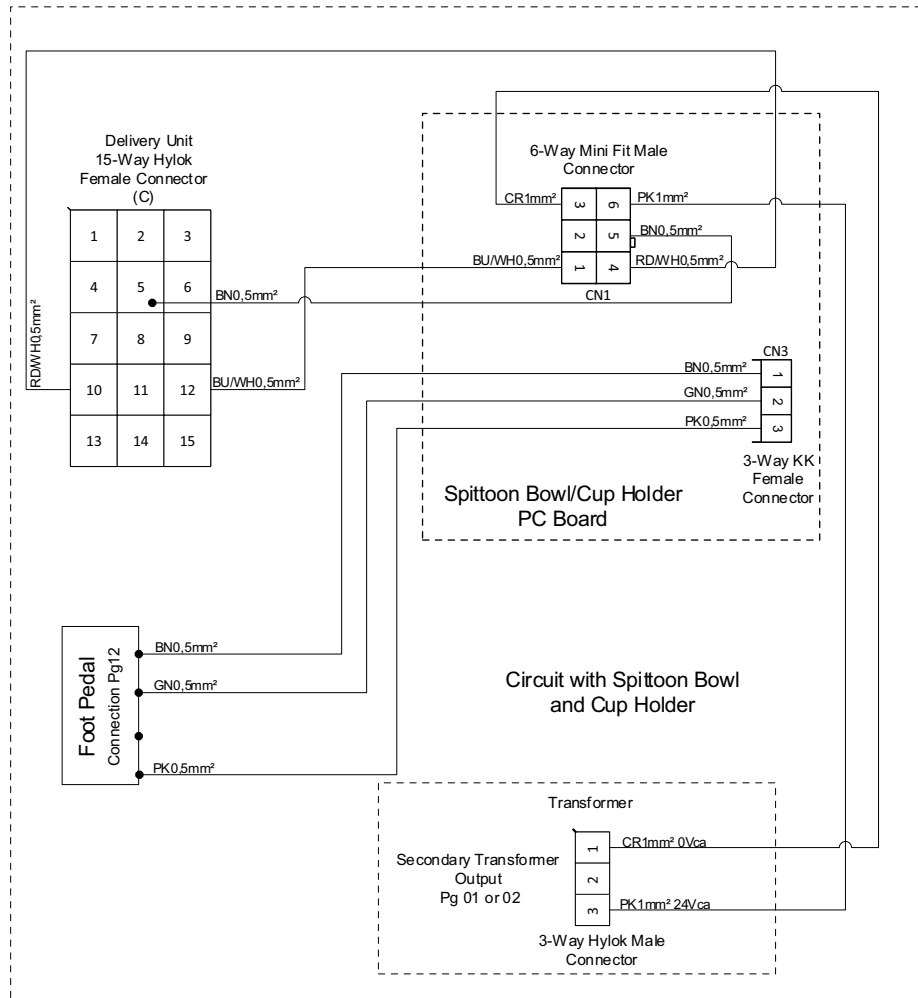 Delivery Unit
15-Way Hylok
Female Connector
(C)
1 2 3
4 5 6
7 8 9
10 11 12
13 14 15
RD/WH0,5mm²
BN0,5mm²
BU/WH0,5mm²
6-Way Mini Fit Male
Connector
CR1mm² 3 6 PK1mm²
2 5 BN0,5mm²
BU/WH0,5mm² 1 4 RD/WH0,5mm²
CN1
CN3
BN0,5mm² 1
GN0,5mm² 2
PK0,5mm² 3
3-Way KK
Female
Connector
Spittoon Bowl/Cup Holder
PC Board
Foot Pedal
Connection Pg12
BN0,5mm²
GN0,5mm²
PK0,5mm²
Circuit with Spittoon Bowl
and Cup Holder
Transformer
Secondary Transformer
Output
Pg 01 or 02
1 CR1mm² 0Vca
2
3 PK1mm² 24Vca
3-Way Hylok Male
Connector